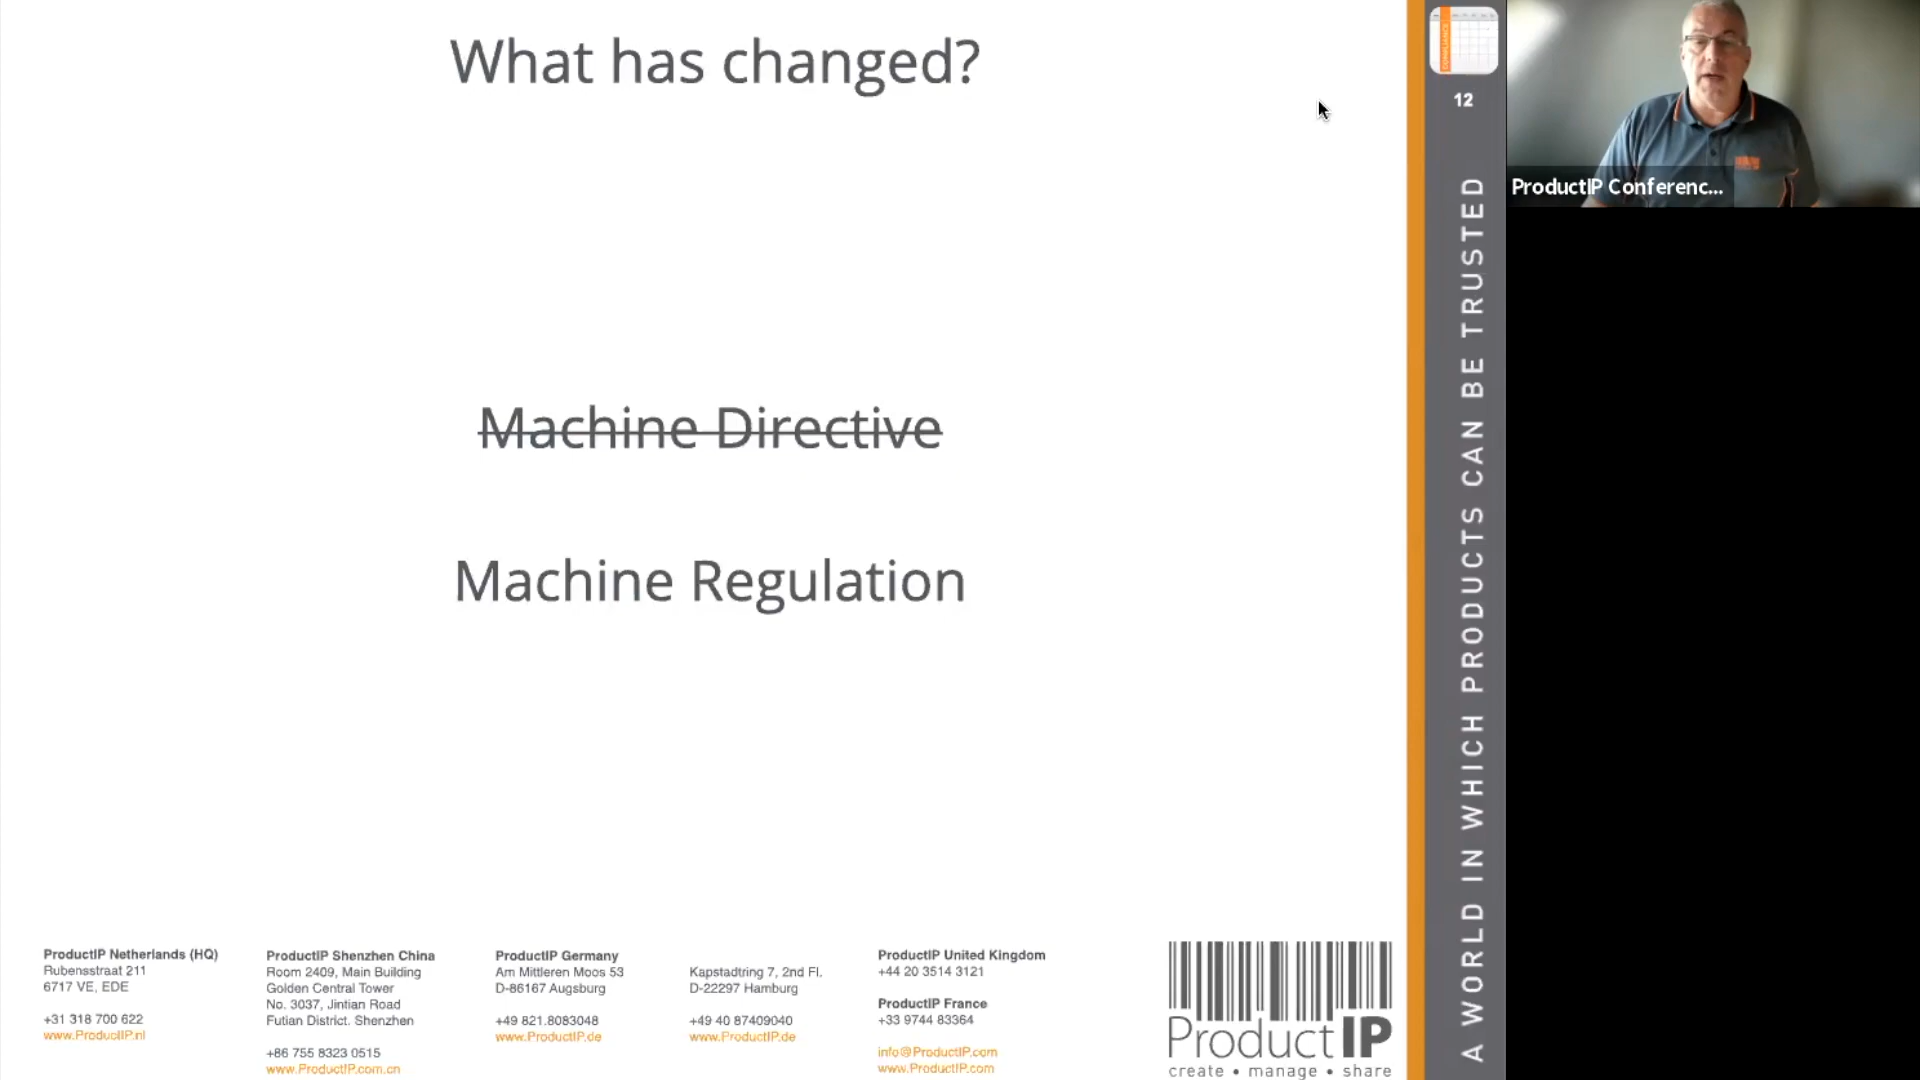 What has changed?
Machine Directive
Machine Regulation
ProductIP Netherlands (HQ)
Rubensstraat 211
6717 VE, EDE
+31 318 700 622
www.ProductIP.nl
ProductIP Shenzhen China
Room 2409, Main Building
Golden Central Tower
No. 3037, Jintian Road
Futian District. Shenzhen
+86 755 8323 0515
www.ProductIP.com.cn
ProductIP Germany
Am Mittleren Moos 53
D-86167 Augsburg
+49 821.8083048
www.ProductIP.de
Kapstadtring 7, 2nd Fl.
D-22297 Hamburg
+49 40 87409040
www.ProductIP.de
ProductIP United Kingdom
+44 20 3514 3121
ProductIP France
+33 9744 83364
info@ProductIP.com
www.ProductIP.com
ProductIP
create • manage • share
COMPLIANCE
12
A WORLD IN WHICH PRODUCTS CAN BE TRUSTED
ProductIP Conferenc...